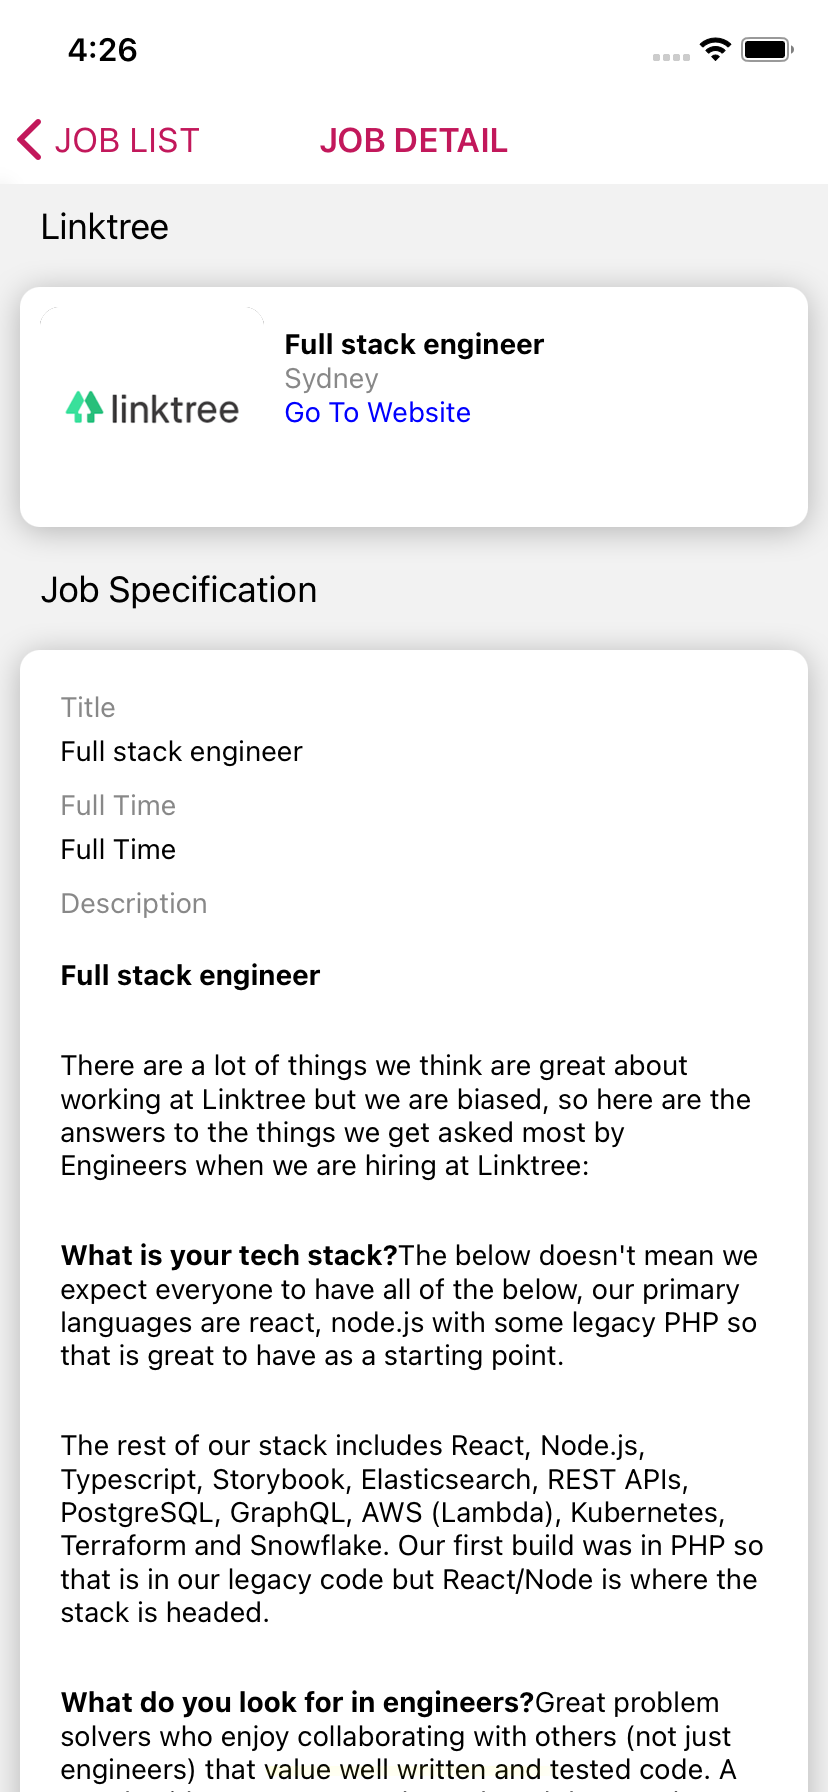 4:26
JOB LIST
JOB DETAIL
Linktree
linktree
Full stack engineer
Sydney
Go To Website
Job Specification
Title
Full stack engineer
Full Time
Full Time
Description
Full stack engineer
There are a lot of things we think are great about
working at Linktree but we are biased, so here are the
answers to the things we get asked most by
Engineers when we are hiring at Linktree:
What is your tech stack?The below doesn't mean we
expect everyone to have all of the below, our primary
languages are react, node.js with some legacy PHP so
that is great to have as a starting point.
The rest of our stack includes React, Node.js,
Typescript, Storybook, Elasticsearch, REST APIs,
PostgreSQL, GraphQL, AWS (Lambda), Kubernetes,
Terraform and Snowflake. Our first build was in PHP so
that is in our legacy code but React/Node is where the
stack is headed.
What do you look for in engineers?Great problem
solvers who enjoy collaborating with others (not just
engineers) that value well written and tested code. A